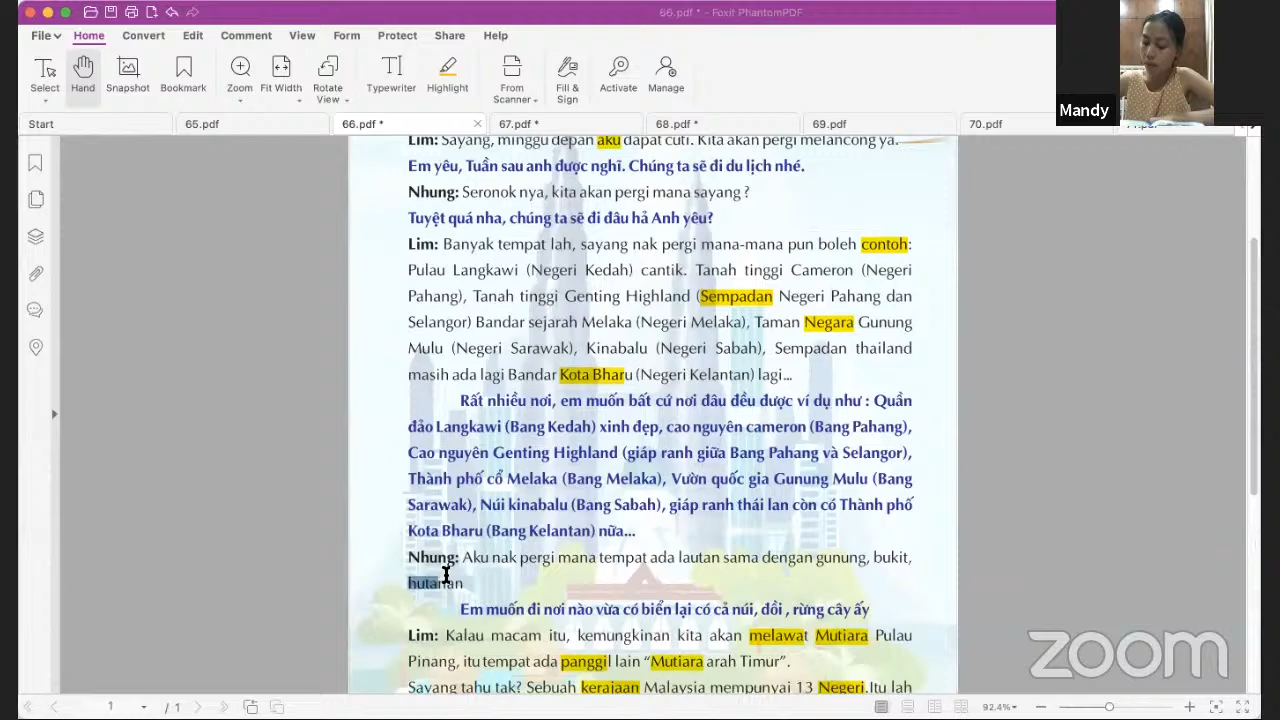 66.pdf * - Foxit PhantomPDF
File Home Convert Edit Comment View Form Protect Share Help
Select Hand Snapshot Bookmark Zoom Fit Width Rotate View Typewriter Highlight From Scanner Fill & Sign Activate Manage
Mandy
Start 65.pdf 66.pdf * 67.pdf * 68.pdf * 69.pdf 70.pdf
Lim: Sayang, minggu depan aku dapat cuti. Kita akan pergi melancong ya.
Em yêu, Tuần sau anh được nghĩ. Chúng ta sẽ đi du lịch nhé.
Nhung: Seronok nya, kita akan pergi mana sayang ?
Tuyệt quá nha, chúng ta sẽ đi đâu hả Anh yêu?
Lim: Banyak tempat lah, sayang nak pergi mana-mana pun boleh contoh:
Pulau Langkawi (Negeri Kedah) cantik. Tanah tinggi Cameron (Negeri
Pahang), Tanah tinggi Genting Highland (Sempadan Negeri Pahang dan
Selangor) Bandar sejarah Melaka (Negeri Melaka), Taman Negara Gunung
Mulu (Negeri Sarawak), Kinabalu (Negeri Sabah), Sempadan thailand
masih ada lagi Bandar Kota Bharu (Negeri Kelantan) lagi...
Rất nhiều nơi, em muốn bất cứ nơi đâu đều được ví dụ như : Quần
đảo Langkawi (Bang Kedah) xinh đẹp, cao nguyên cameron (Bang Pahang),
Cao nguyên Genting Highland (giáp ranh giữa Bang Pahang và Selangor),
Thành phố cổ Melaka (Bang Melaka), Vườn quốc gia Gunung Mulu (Bang
Sarawak), Núi kinabalu (Bang Sabah), giáp ranh thái lan còn có Thành phố
Kota Bharu (Bang Kelantan) nữa...
Nhung: Aku nak pergi mana tempat ada lautan sama dengan gunung, bukit,
hutanan
Em muốn đi nơi nào vừa có biển lại có cả núi, đồi , rừng cây ấy
Lim: Kalau macam itu, kemungkinan kita akan melawat Mutiara Pulau
Pinang, itu tempat ada panggil lain “Mutiara arah Timur”.
Sayang tahu tak? Sebuah kerajaan Malaysia mempunyai 13 Negeri.Itu lah
zoom
1 / 1 92.4%